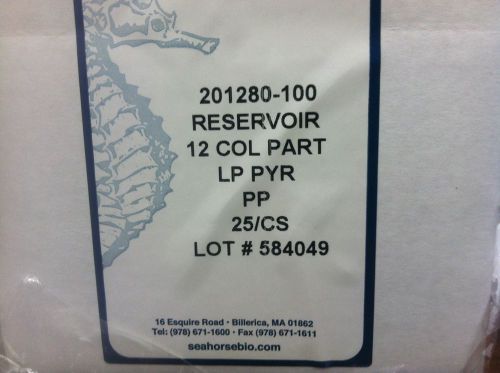 201280-100
RESERVOIR
12 COL PART
LP PYR
PP
25/CS
LOT # 584049
16 Esquire Road • Billerica, MA 01862
Tel: (978) 671-1600 • Fax (978) 671-1611
seahorsebio.com